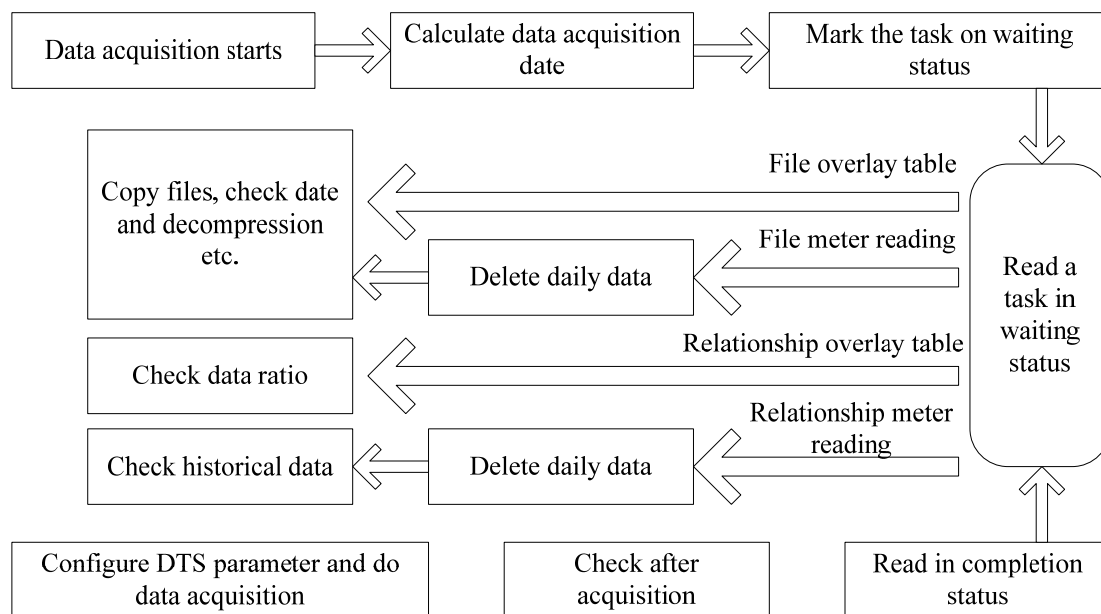 Data acquisition starts
Calculate data acquisition
date
Mark the task on waiting
status
File overlay table
Copy files, check date
and decompression
etc.
File meter reading
Delete daily data
Read a
task in
waiting
status
Relationship overlay table
Check data ratio
Relationship meter
reading
Check historical data
Delete daily data
Configure DTS parameter and do
data acquisition
Check after
acquisition
Read in completion
status